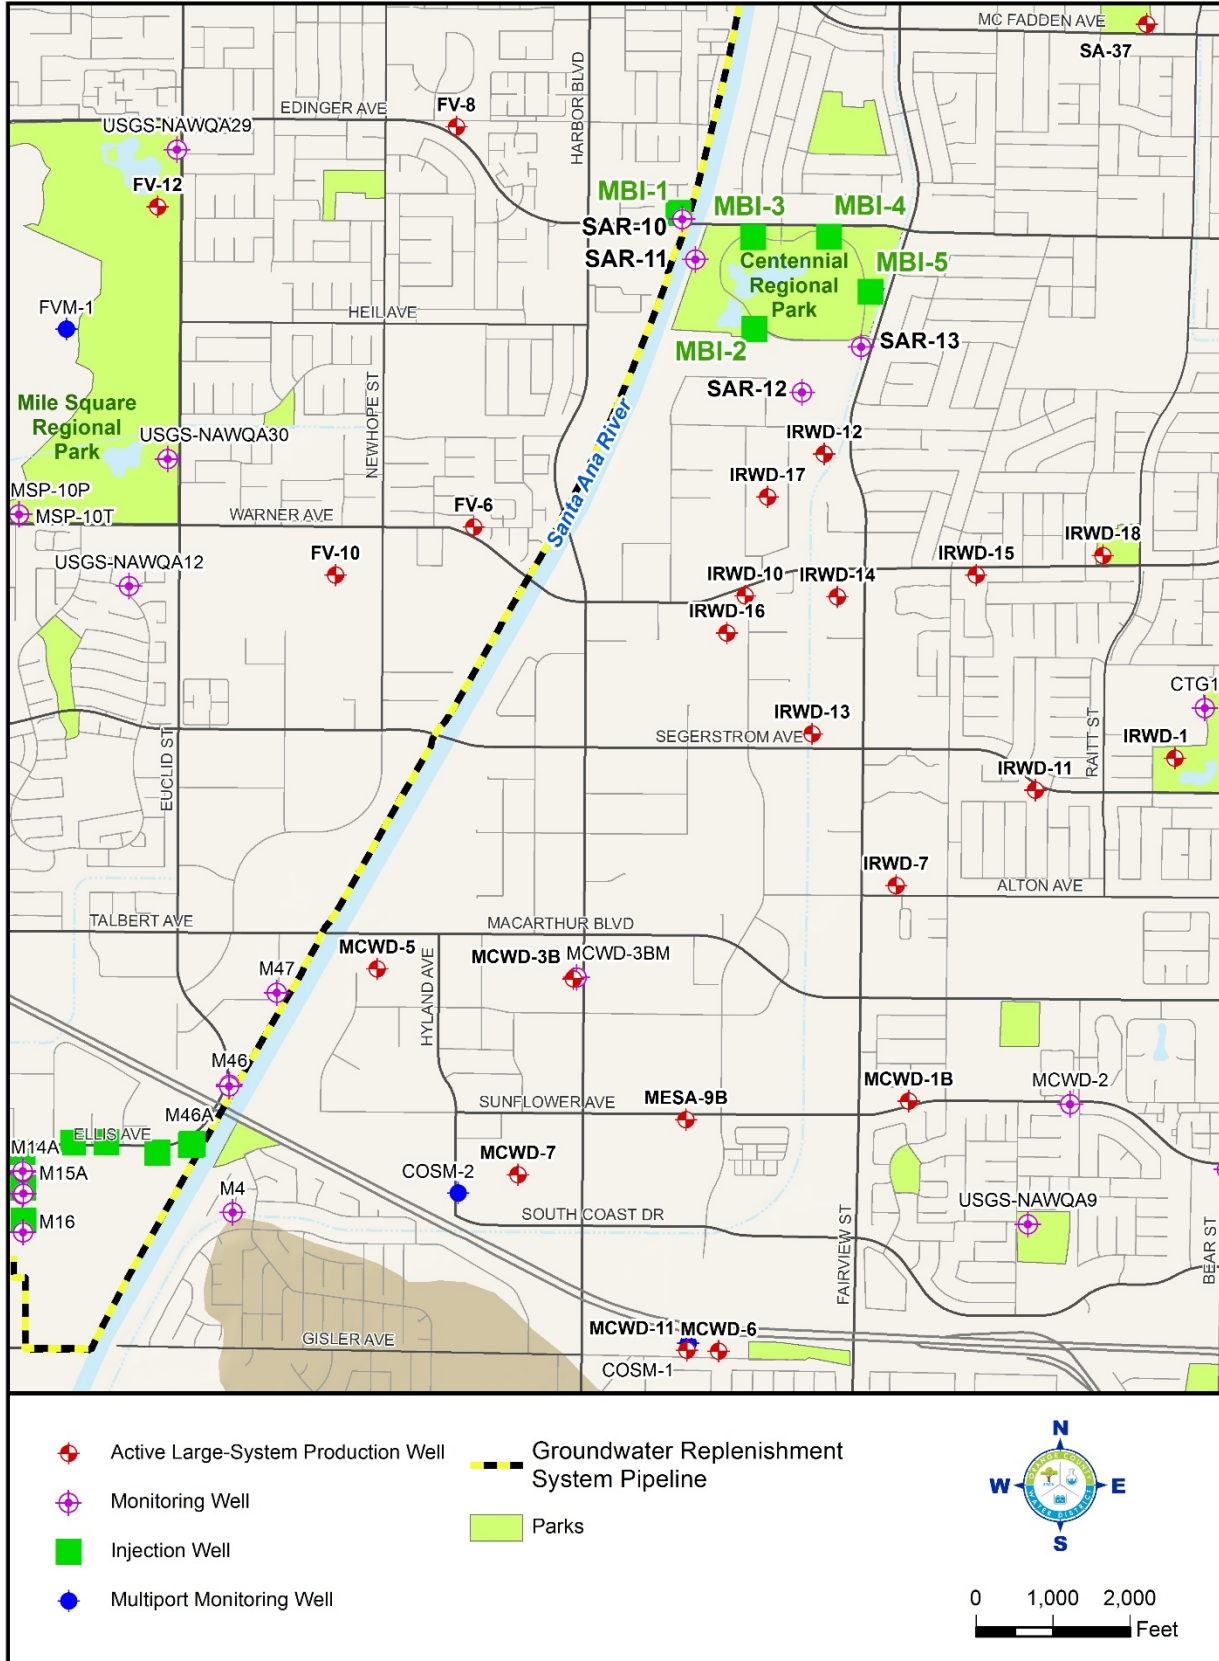 MC FADDEN AVE
SA-37
EDINGER AVE
FV-8
HARBOR BLVD
USGS-NAWQA29
FV-12
MBI-1
MBI-3
MBI-4
SAR-10
SAR-11
Centennial
Regional
Park
MBI-5
FVM-1
HEIL AVE
MBI-2
SAR-13
NEWHOPE ST
SAR-12
Mile Square
Regional
Park
Santa Ana River
USGS-NAWQA30
IRWD-12
IRWD-17
MSP-10P
MSP-10T
WARNER AVE
FV-6
FV-10
IRWD-15
IRWD-18
USGS-NAWQA12
IRWD-10
IRWD-14
IRWD-16
CTG1
EUCLID ST
IRWD-13
SEGERSTROM AVE
RAITT ST
IRWD-1
IRWD-11
IRWD-7
ALTON AVE
TALBERT AVE
MACARTHUR BLVD
MCWD-5
MCWD-3B
MCWD-3BM
M47
HYLAND AVE
M46
SUNFLOWER AVE
MESA-9B
MCWD-1B
MCWD-2
M46A
ELLIS AVE
M14A
M15A
MCWD-7
COSM-2
M4
M16
SOUTH COAST DR
USGS-NAWQA9
FAIRVIEW ST
BEAR ST
GISLER AVE
MCWD-11
MCWD-6
COSM-1
Active Large-System Production Well
Monitoring Well
Injection Well
Multiport Monitoring Well
Groundwater Replenishment
System Pipeline
Parks
N
W
E
S
ORANGE COUNTY
WATER DISTRICT
0 1,000 2,000
Feet